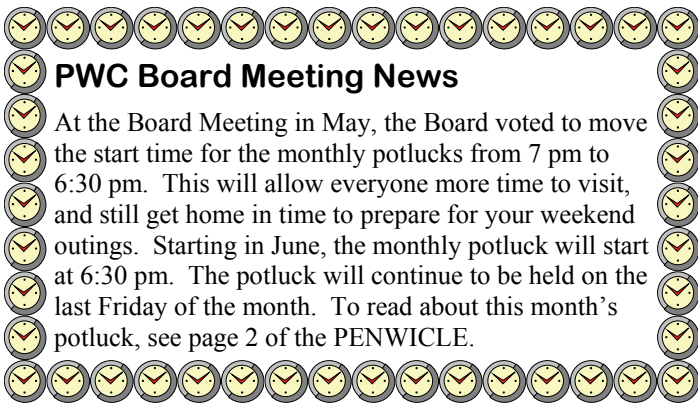 PWC Board Meeting News
At the Board Meeting in May, the Board voted to move
the start time for the monthly potlucks from 7 pm to
6:30 pm.  This will allow everyone more time to visit,
and still get home in time to prepare for your weekend
outings.  Starting in June, the monthly potluck will start
at 6:30 pm.  The potluck will continue to be held on the
last Friday of the month.  To read about this month’s
potluck, see page 2 of the PENWICLE.